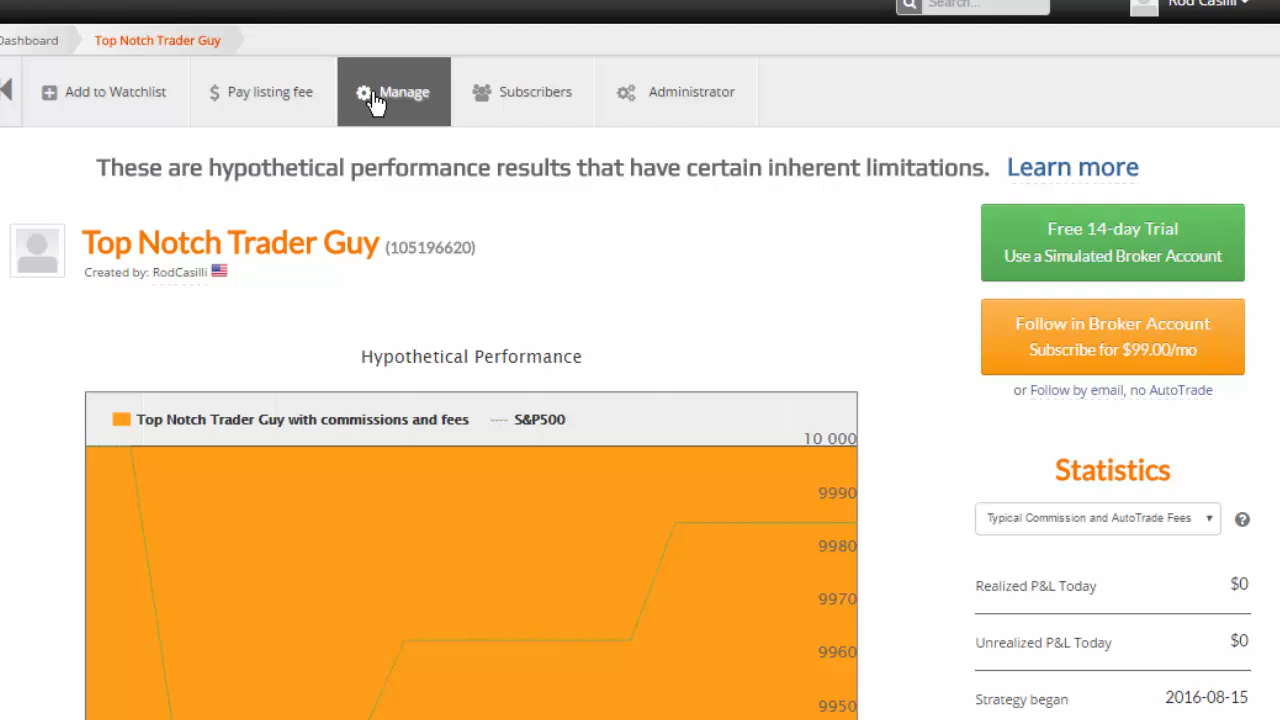 Search...
Rod Casilli
Dashboard
Top Notch Trader Guy
Add to Watchlist
Pay listing fee
Manage
Subscribers
Administrator
These are hypothetical performance results that have certain inherent limitations. Learn more
Top Notch Trader Guy (105196620)
Created by: RodCasilli
Free 14-day Trial
Use a Simulated Broker Account
Follow in Broker Account
Subscribe for $99.00/mo
or Follow by email, no AutoTrade
Hypothetical Performance
Top Notch Trader Guy with commissions and fees
S&P500
10 000
9990
9980
9970
9960
9950
Statistics
Typical Commission and AutoTrade Fees
Realized P&L Today
$0
Unrealized P&L Today
$0
Strategy began
2016-08-15